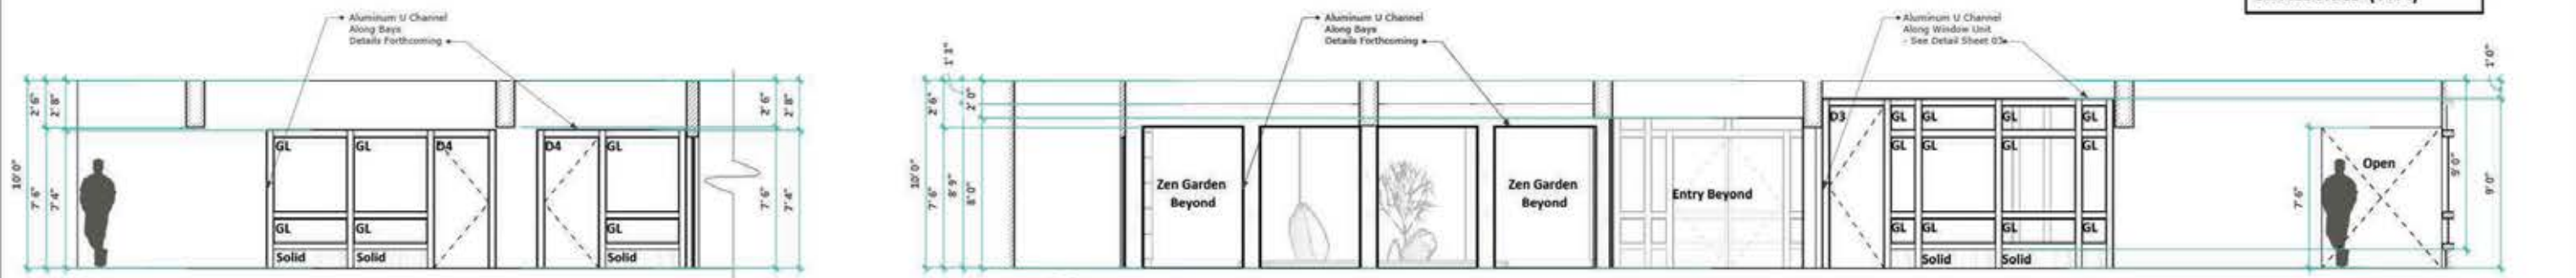 Aluminum U Channel
Along Bays
Details Forthcoming
2' 6"
2' 8"
10' 0"
7' 6"
7' 4"
GL
GL
D4
D4
GL
GL
GL
GL
Solid
Solid
Solid
2' 6"
2' 8"
7' 6"
7' 4"
Aluminum U Channel
Along Bays
Details Forthcoming
1' 3"
2' 6"
2' 0"
10' 0"
7' 6"
8' 9"
8' 0"
Zen Garden
Beyond
Zen Garden
Beyond
Entry Beyond
Aluminum U Channel
Along Window Unit
- See Detail Sheet 03
D3
GL
GL
GL
GL
GL
GL
GL
GL
GL
GL
GL
GL
Solid
Solid
Open
7' 6"
9' 0"
9' 0"
1' 0"